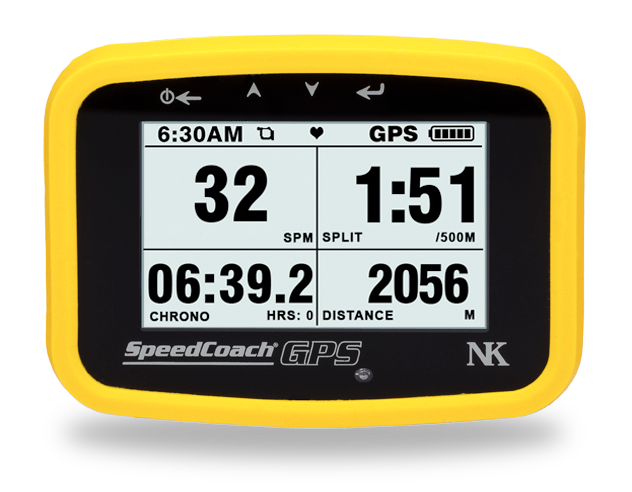 6:30AM GPS
32 1:51
SPM SPLIT /500M
06:39.2 2056
CHRONO HRS: 0 DISTANCE M
SpeedCoach® GPS NK